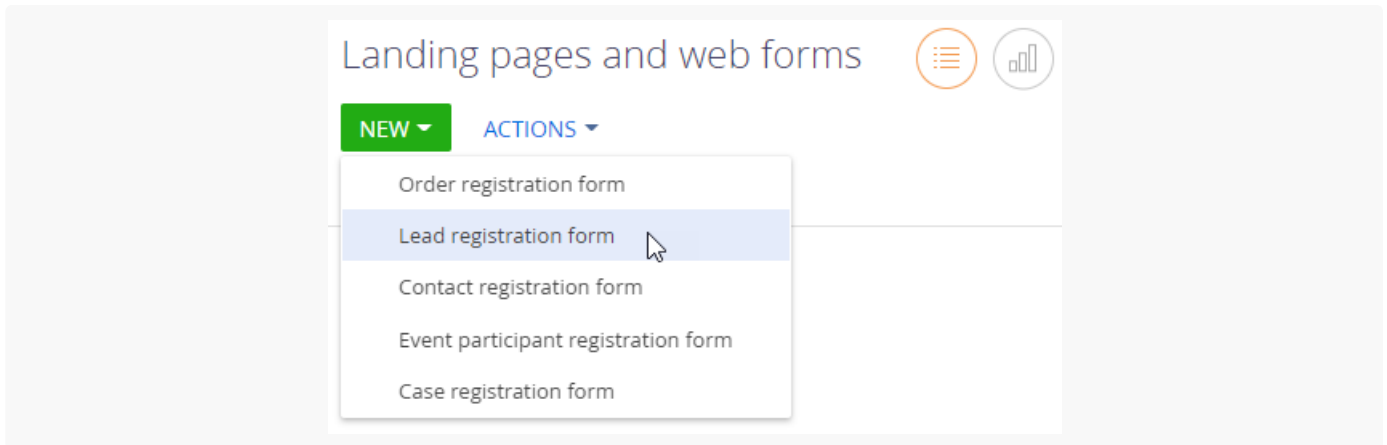 Landing pages and web forms
NEW ACTIONS
Order registration form
Lead registration form
Contact registration form
Event participant registration form
Case registration form